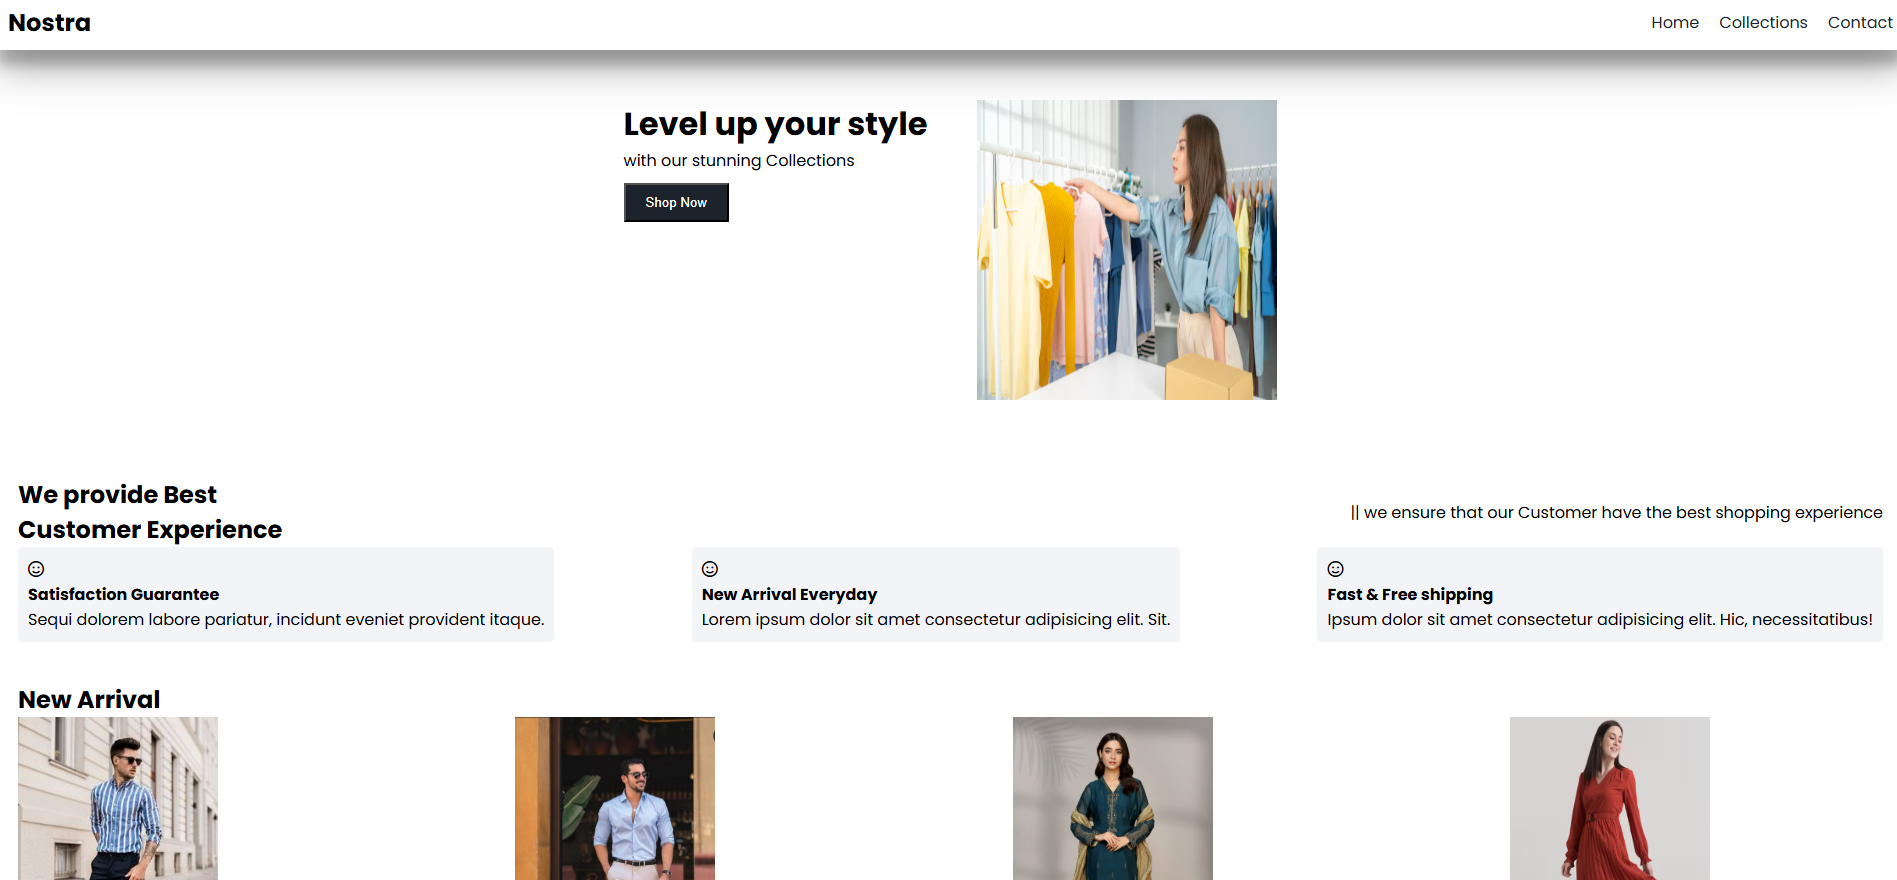 Nostra
Home Collections Contact
Level up your style
with our stunning Collections
Shop Now
We provide Best
Customer Experience
|| we ensure that our Customer have the best shopping experience
Satisfaction Guarantee
Sequi dolorem labore pariatur, incidunt eveniet provident itaque.
New Arrival Everyday
Lorem ipsum dolor sit amet consectetur adipisicing elit. Sit.
Fast & Free shipping
Ipsum dolor sit amet consectetur adipisicing elit. Hic, necessitatibus!
New Arrival